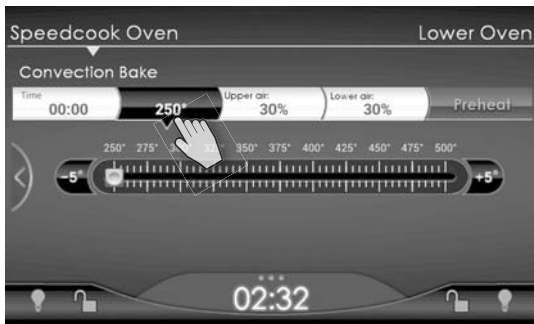 Speedcook Oven Lower Oven
Convection Bake
Time Upper air: Lower air:
00:00 250° 30% 30% Preheat
250° 275° 350° 375° 400° 425° 450° 475° 500°
-5° +5°
02:32